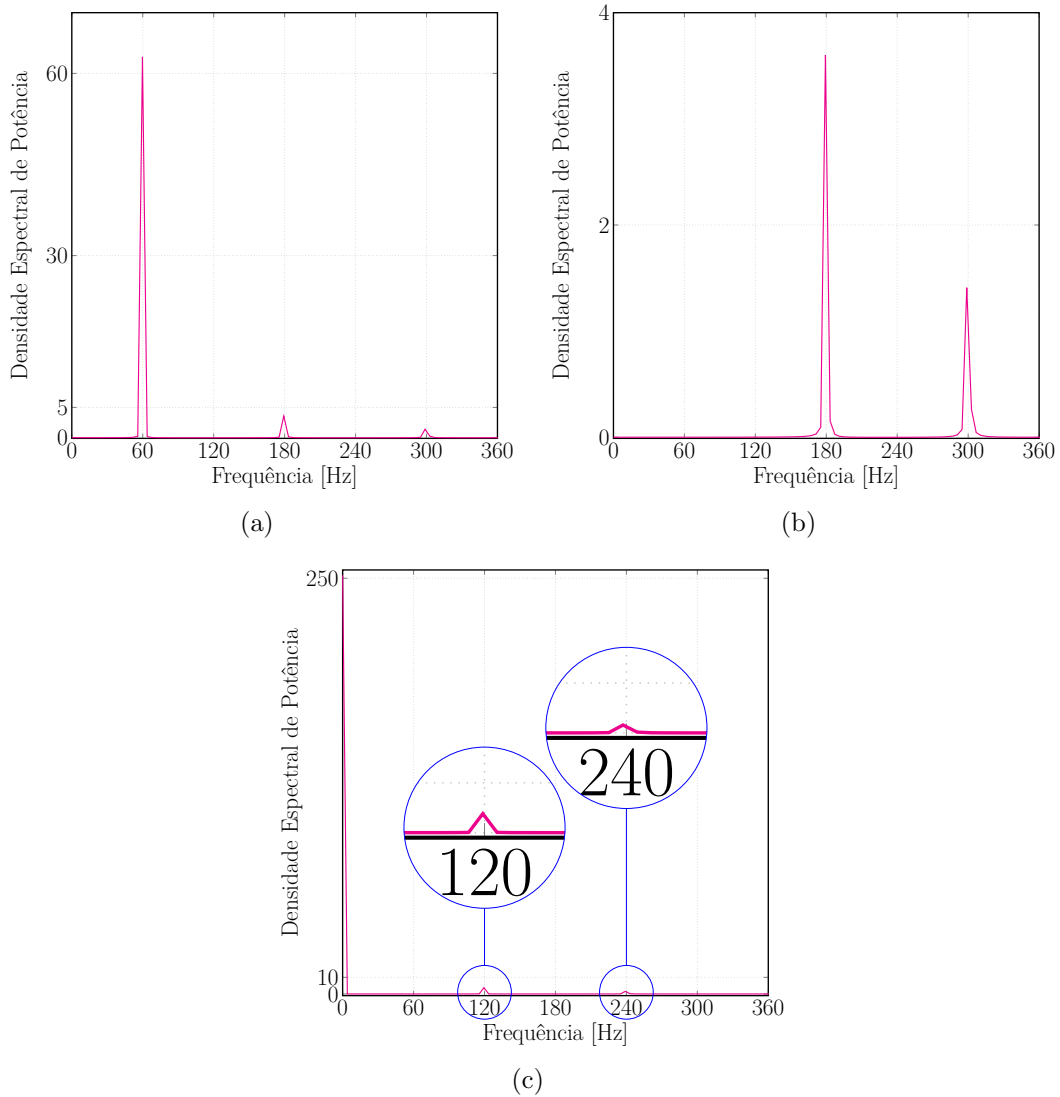 Densidade Espectral de Potência
60
30
5
0
0 60 120 180 240 300 360
Frequência [Hz]
(a)
Densidade Espectral de Potência
4
2
0
0 60 120 180 240 300 360
Frequência [Hz]
(b)
Densidade Espectral de Potência
250
10
0
240
120
0 60 120 180 240 300 360
Frequência [Hz]
(c)